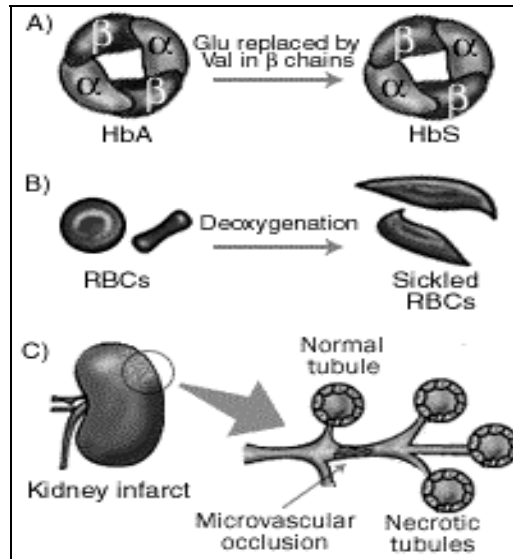 A)
β α α β
HbA
Glu replaced by
Val in β chains
β α α β
HbS
B)
RBCs
Deoxygenation
Sickled
RBCs
C)
Kidney infarct
Normal
tubule
Microvascular
occlusion
Necrotic
tubules